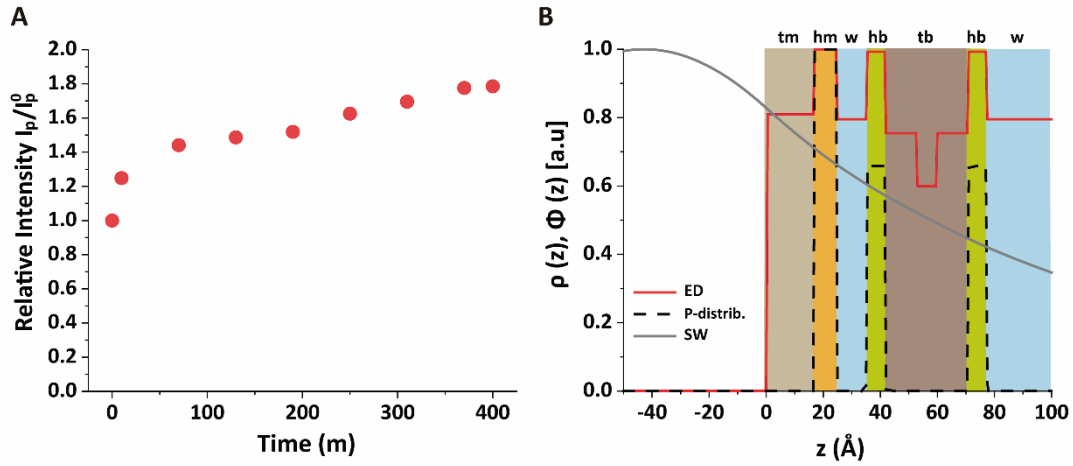 A
Relative Intensity Iₚ/Iₚ⁰
2.0
1.8
1.6
1.4
1.2
1.0
0.8
0.6
0.4
0.2
0.0
0 100 200 300 400
Time (m)
B
tm hm w hb tb hb w
ρ (z), Φ (z) [a.u]
1.0
0.8
0.6
0.4
0.2
0.0
ED
P-distrib.
SW
-40 -20 0 20 40 60 80 100
z (Å)